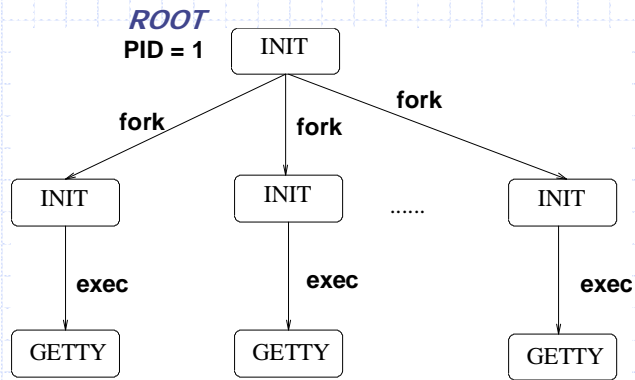 ROOT
PID = 1 INIT
fork fork fork
INIT INIT ...... INIT
exec exec exec
GETTY GETTY GETTY